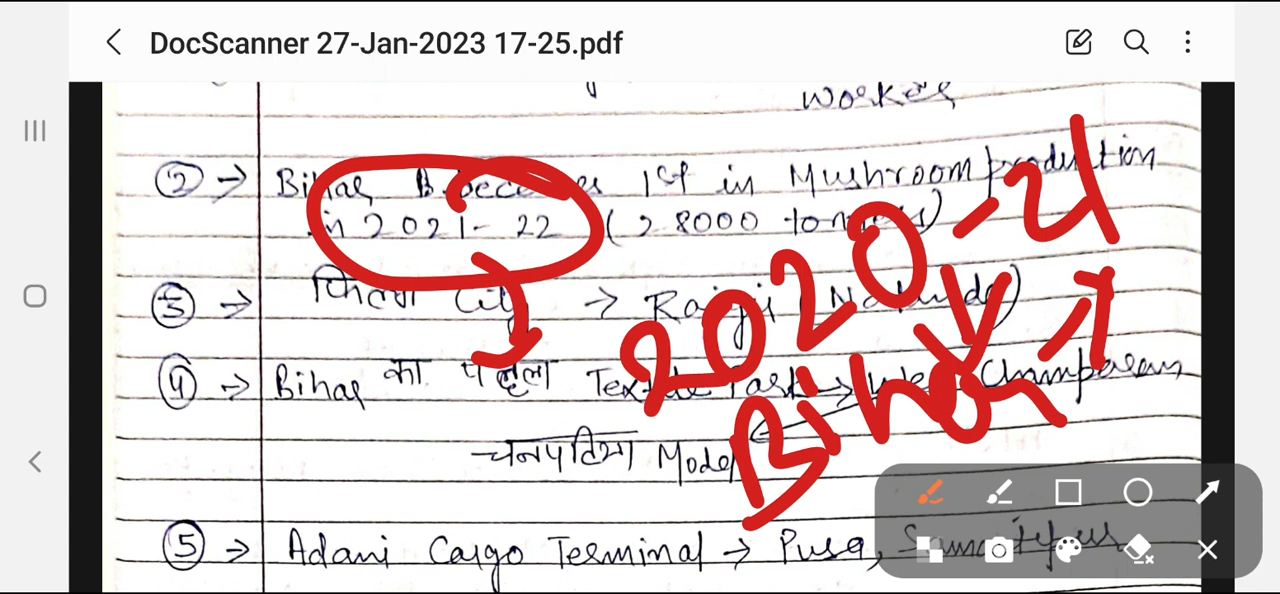 DocScanner 27-Jan-2023 17-25.pdf
Worker
② → Bihar Becomes 1st in Mushroom production
in 2021-22 (28000 tonnes)
③ → फिल्म City → Rajgir (Nalanda)
④ → Bihar का पहला Textile Park → West Champaran
चनपटिया Model
⑤ → Adani Cargo Terminal → Pusa, Samastipur
2020-21
Bihar